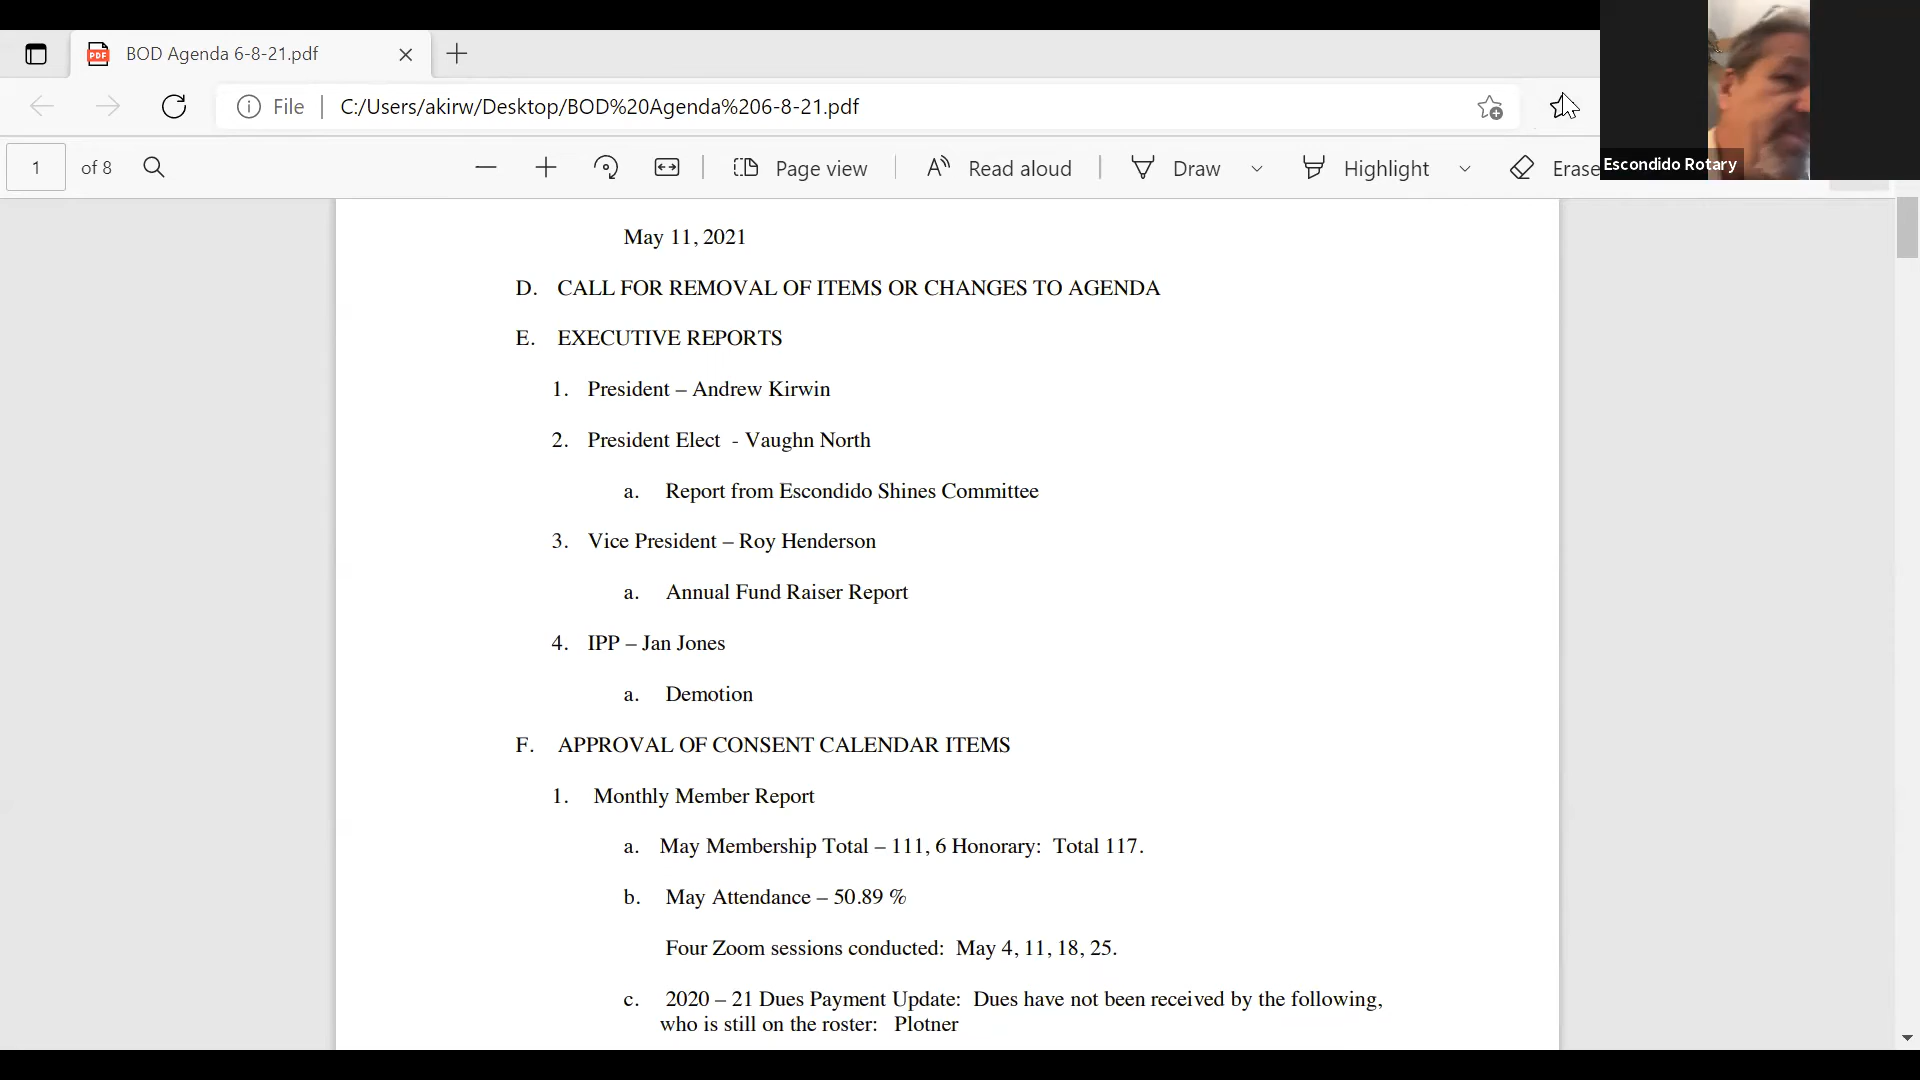 BOD Agenda 6-8-21.pdf
File
C:/Users/akirw/Desktop/BOD%20Agenda%206-8-21.pdf
1 of 8
Page view
Read aloud
Draw
Highlight
Erase
Escondido Rotary
May 11, 2021
D. CALL FOR REMOVAL OF ITEMS OR CHANGES TO AGENDA
E. EXECUTIVE REPORTS
1. President – Andrew Kirwin
2. President Elect - Vaughn North
a. Report from Escondido Shines Committee
3. Vice President – Roy Henderson
a. Annual Fund Raiser Report
4. IPP – Jan Jones
a. Demotion
F. APPROVAL OF CONSENT CALENDAR ITEMS
1. Monthly Member Report
a. May Membership Total – 111, 6 Honorary: Total 117.
b. May Attendance – 50.89 %
Four Zoom sessions conducted: May 4, 11, 18, 25.
c. 2020 – 21 Dues Payment Update: Dues have not been received by the following,
who is still on the roster: Plotner